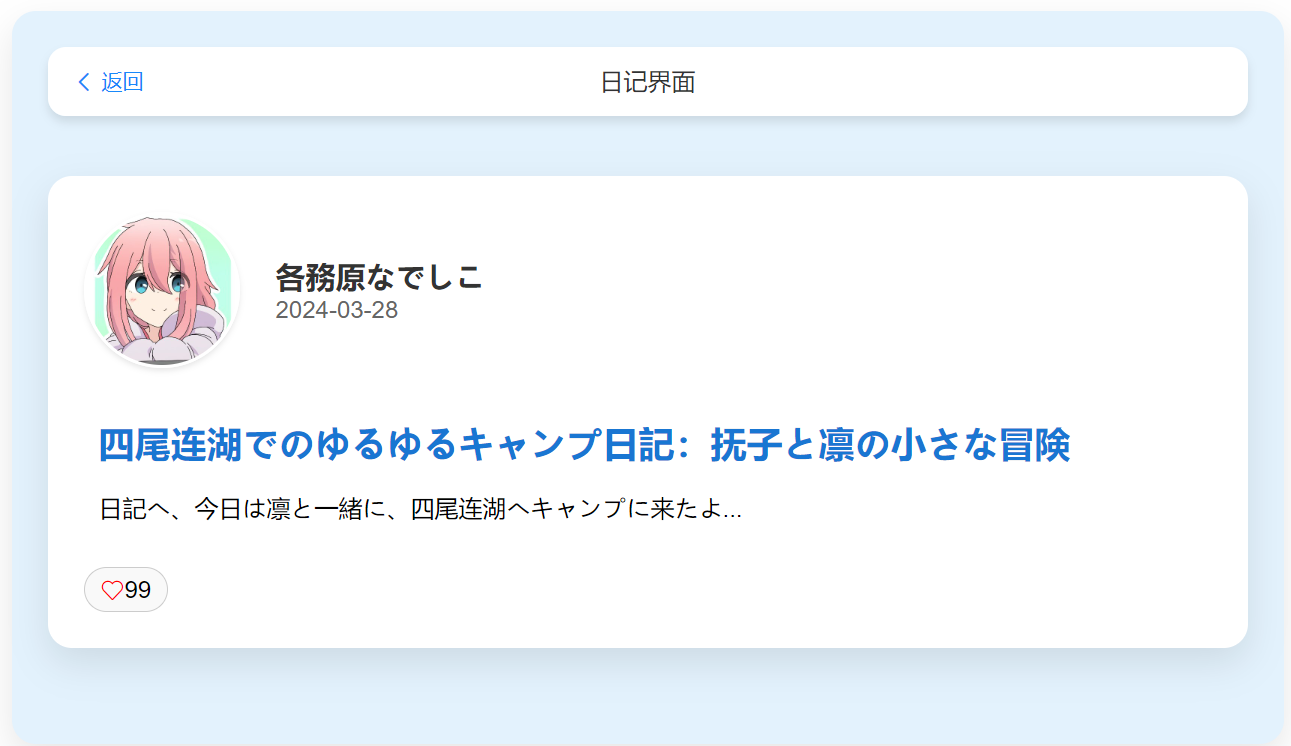 返回
日记界面
各務原なでしこ
2024-03-28
四尾连湖でのゆるゆるキャンプ日記：抚子と凛の小さな冒険
日記へ、今日は凛と一緒に、四尾连湖へキャンプに来たよ...
99